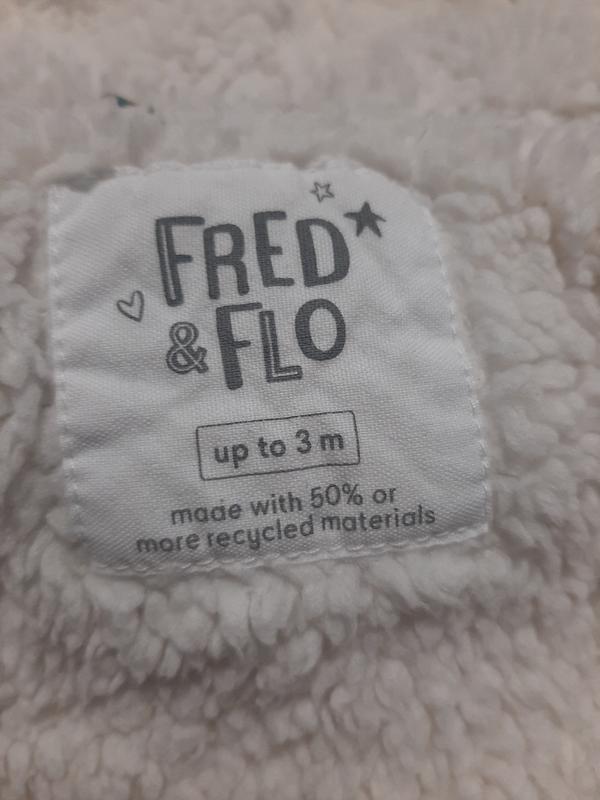 FRED
& FLO
up to 3 m
made with 50% or
more recycled materials